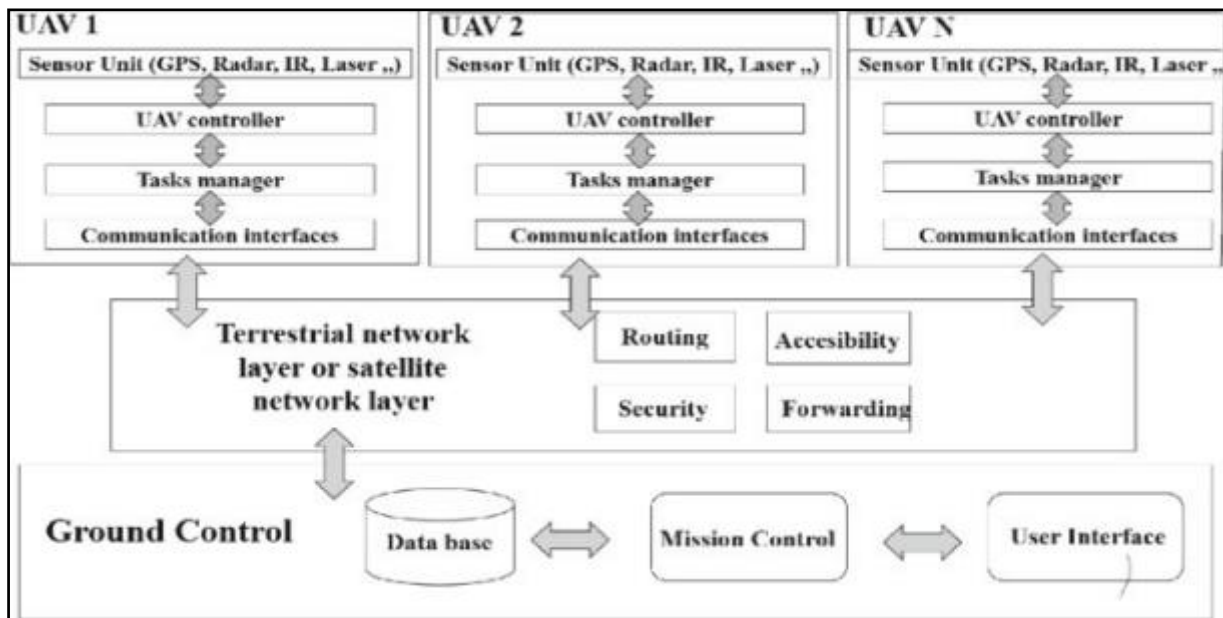 UAV 1
Sensor Unit (GPS, Radar, IR, Laser ,,)
UAV controller
Tasks manager
Communication interfaces
UAV 2
Sensor Unit (GPS, Radar, IR, Laser ,,)
UAV controller
Tasks manager
Communication interfaces
UAV N
Sensor Unit (GPS, Radar, IR, Laser ,,
UAV controller
Tasks manager
Communication interfaces
Terrestrial network
layer or satellite
network layer
Routing
Accesibility
Security
Forwarding
Ground Control
Data base
Mission Control
User Interface